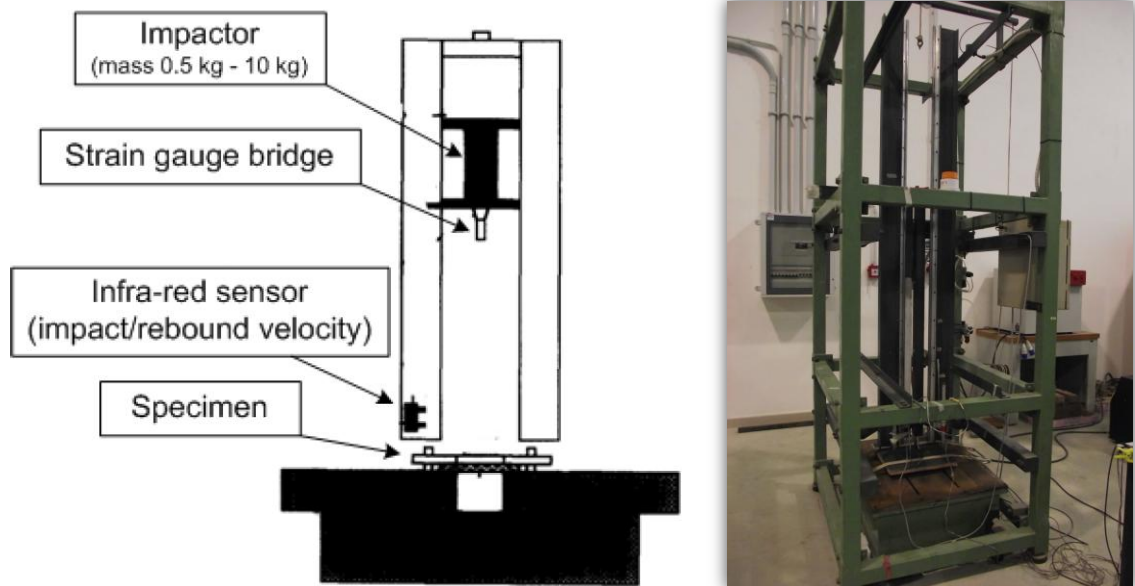 Impactor
(mass 0.5 kg - 10 kg)
Strain gauge bridge
Infra-red sensor
(impact/rebound velocity)
Specimen